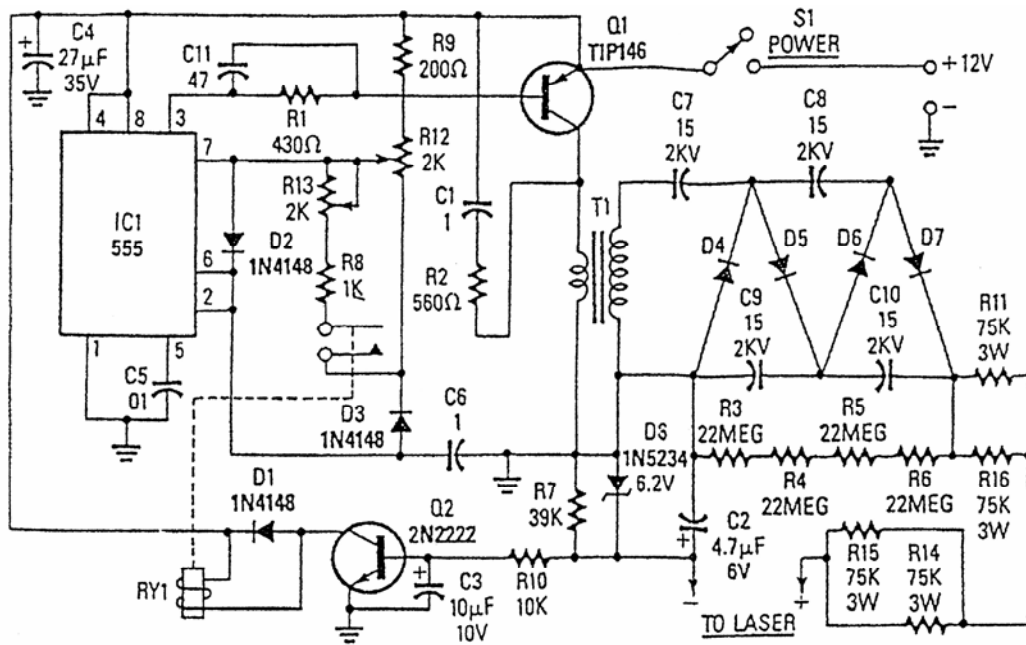 C4
27µF
35V
C11
47
R9
200Ω
Q1
TIP146
S1
POWER
+12V
-
4
8
3
R1
430Ω
7
R12
2K
R13
2K
C7
15
2KV
C8
15
2KV
IC1
555
D2
1N4148
R8
1K
C1
1
R2
560Ω
T1
D4
D5
D6
D7
6
2
C9
15
2KV
C10
15
2KV
R11
75K
3W
1
5
C5
01
D3
1N4148
C6
1
R3
22MEG
R5
22MEG
D8
1N5234
6.2V
R4
22MEG
R6
22MEG
R16
75K
3W
R7
39K
D1
1N4148
Q2
2N2222
C2
4.7µF
6V
R15
75K
3W
R14
75K
3W
RY1
C3
10µF
10V
R10
10K
-
+
TO LASER